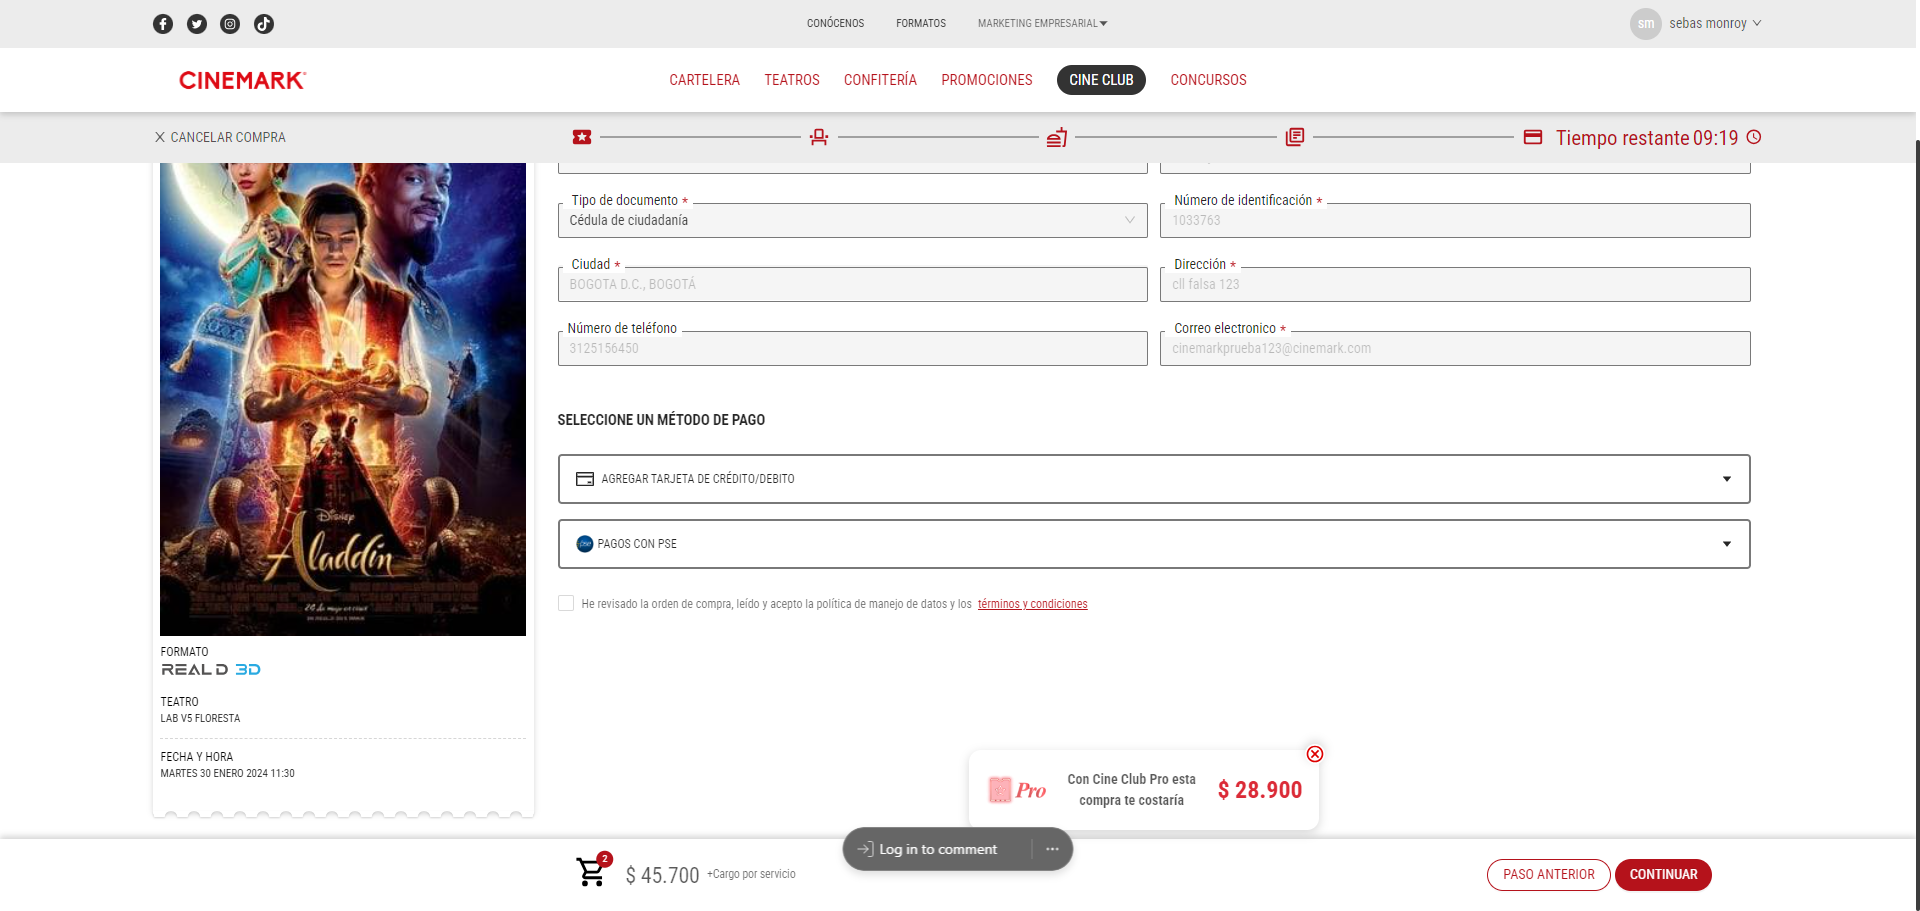 CONÓCENOS
FORMATOS
MARKETING EMPRESARIAL
sm
sebas monroy
CINEMARK
CARTELERA
TEATROS
CONFITERÍA
PROMOCIONES
CINE CLUB
CONCURSOS
CANCELAR COMPRA
Tiempo restante 09:19
Tipo de documento *
Cédula de ciudadanía
Número de identificación *
1033763
Ciudad *
BOGOTA D.C., BOGOTÁ
Dirección *
cll falsa 123
Número de teléfono
3125156450
Correo electronico *
cinemarkprueba123@cinemark.com
SELECCIONE UN MÉTODO DE PAGO
AGREGAR TARJETA DE CRÉDITO/DEBITO
pse
PAGOS CON PSE
He revisado la orden de compra, leído y acepto la política de manejo de datos y los términos y condiciones
Disney
Aladdin
FORMATO
REAL D 3D
TEATRO
LAB V5 FLORESTA
FECHA Y HORA
MARTES 30 ENERO 2024 11:30
Pro
Con Cine Club Pro esta
compra te costaría
$ 28.900
Log in to comment
2
$ 45.700
+Cargo por servicio
PASO ANTERIOR
CONTINUAR